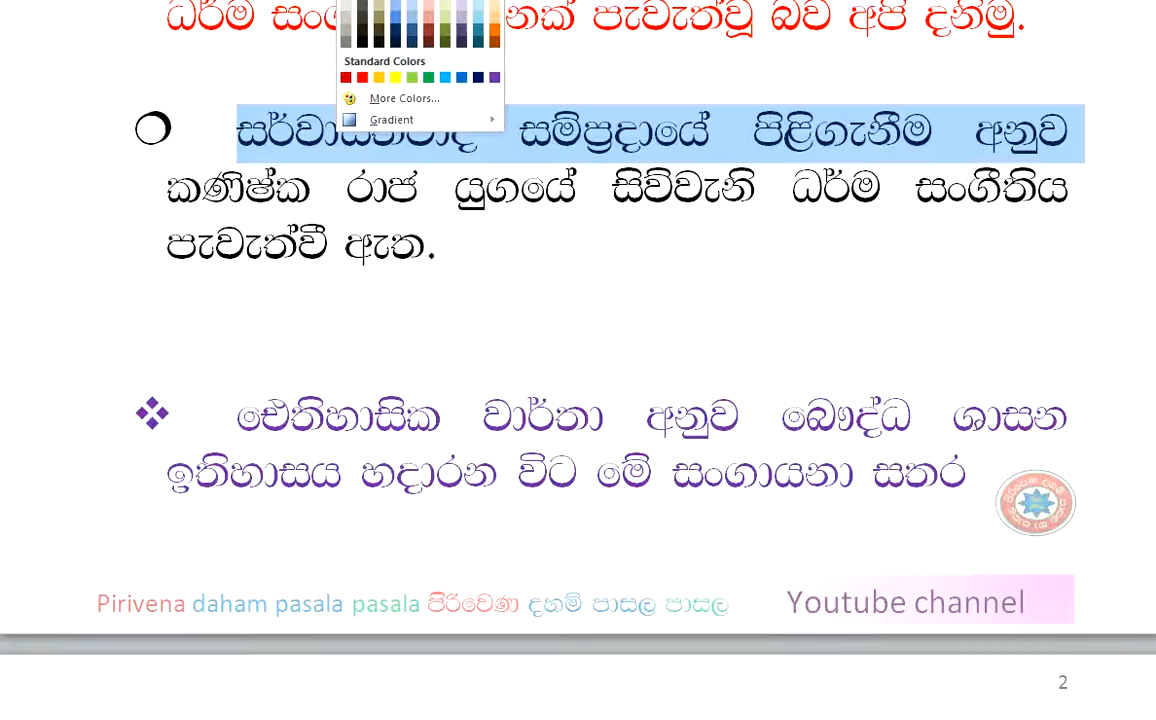 ධර්ම නක් පැවැත්වූ බව අපි දනිමු.
Standard Colors
More Colors...
Gradient
සම්ප්‍රදායේ පිළිගැනීම අනුව
කණිෂ්ක රාජ යුගයේ සිව්වැනි ධර්ම සංගීතිය
පැවැත්වී ඇත.
ඓතිහාසික වාර්තා අනුව බෞද්ධ ශාසන
ඉතිහාසය හදාරන විට මේ සංගායනා සතර
Pirivena daham pasala pasala පිරිවෙණ දහම් පාසල පාසල Youtube channel
2